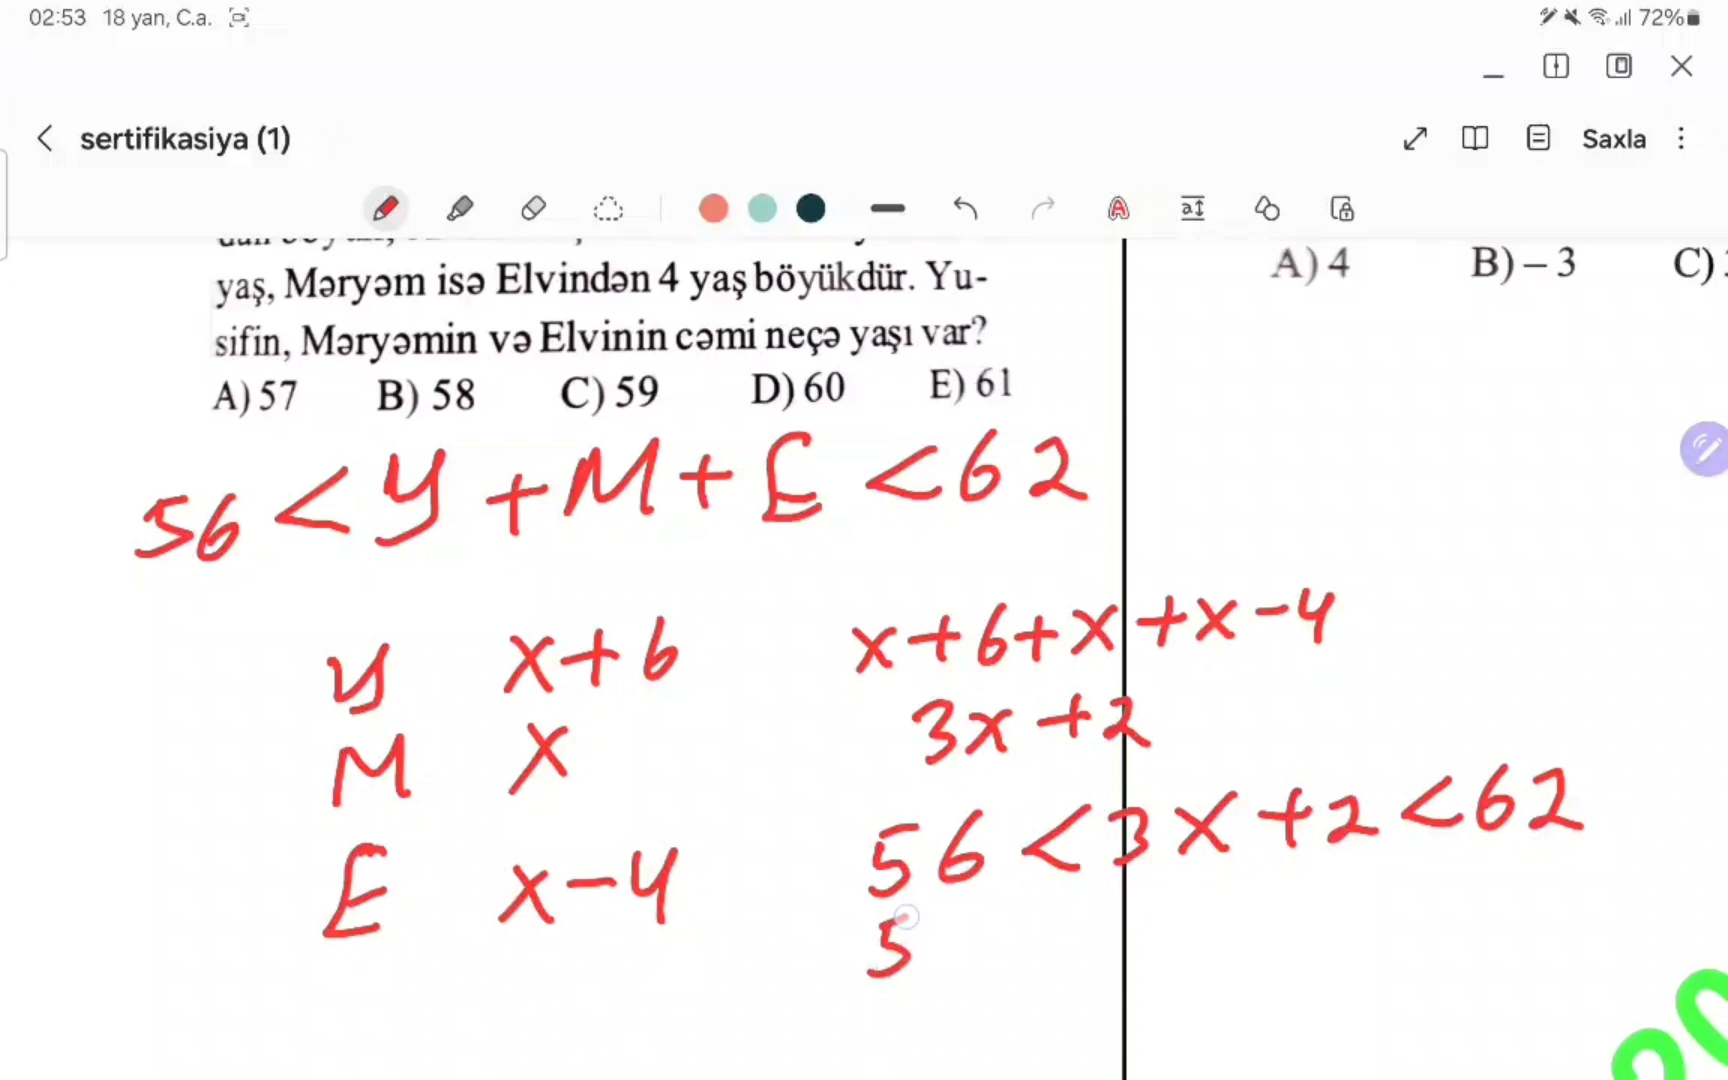 02:53 18 yan, C.a.
72%
sertifikasiya (1)
Saxla
yaş, Məryəm isə Elvindən 4 yaş böyükdür. Yu-
sifin, Məryəmin və Elvinin cəmi neçə yaşı var?
A) 57 B) 58 C) 59 D) 60 E) 61
A) 4 B) – 3 C)
56 < Y + M + E < 62
Y x + 6
M x
E x - 4
x + 6 + x + x - 4
3x + 2
56 < 3x + 2 < 62
5